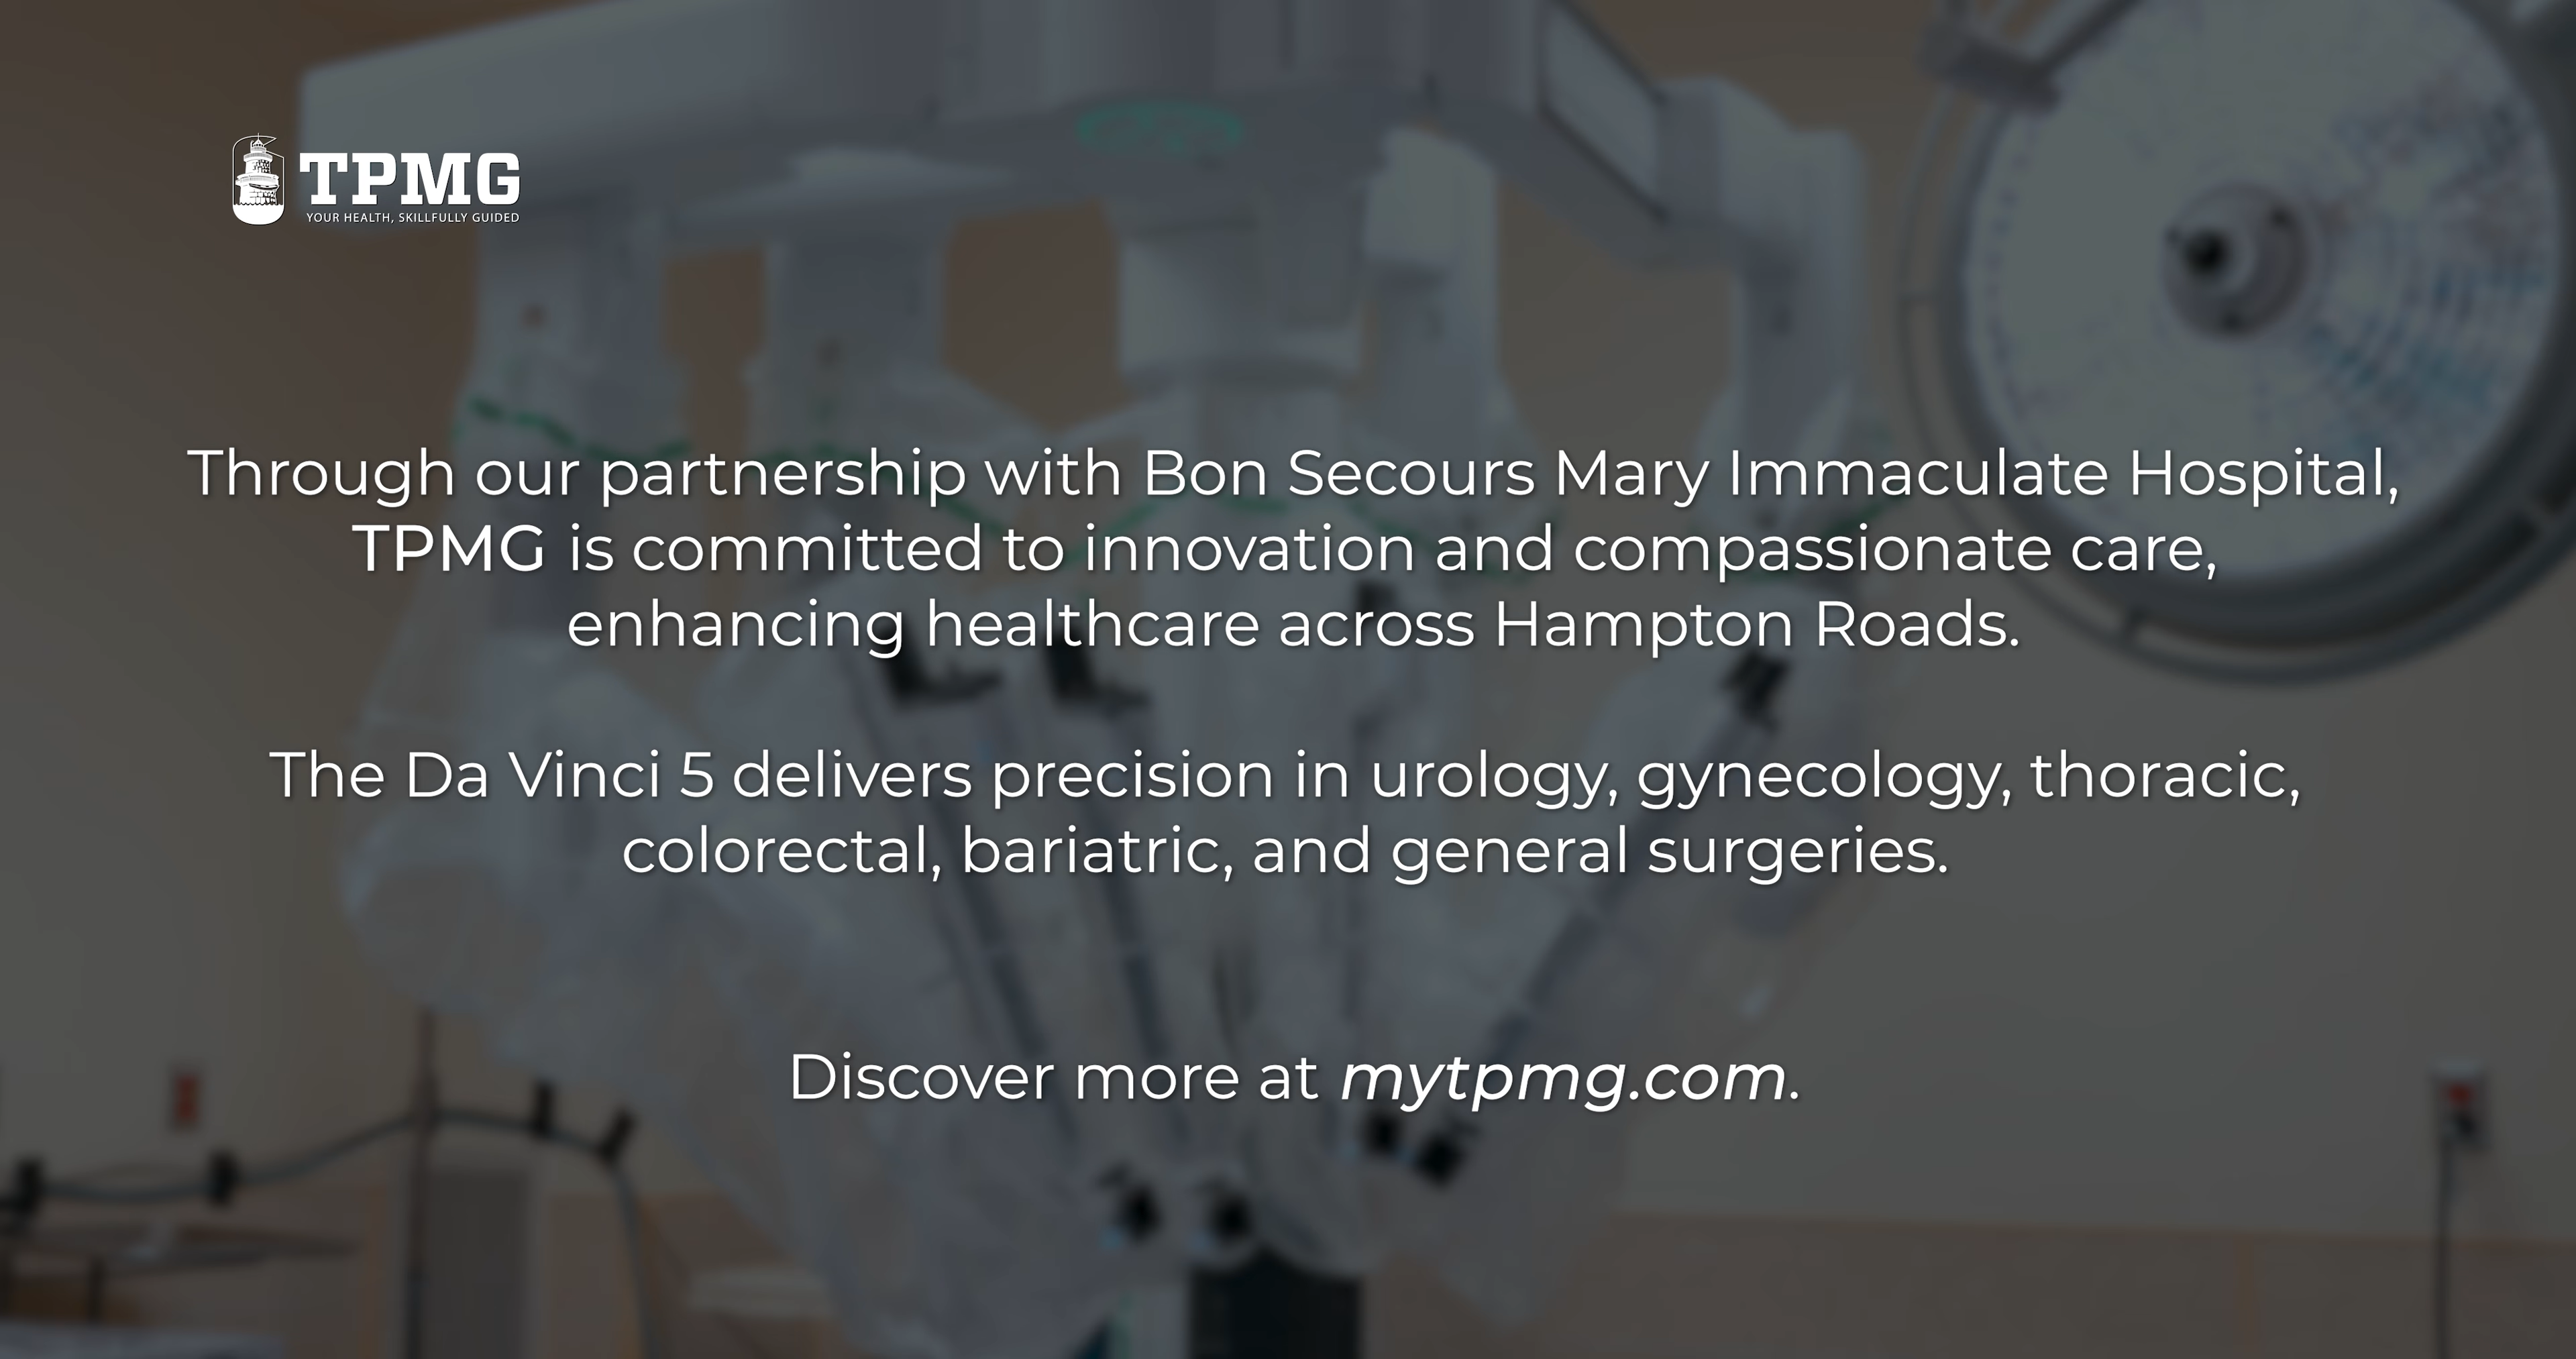 TPMG
YOUR HEALTH, SKILLFULLY GUIDED
Through our partnership with Bon Secours Mary Immaculate Hospital,
TPMG is committed to innovation and compassionate care,
enhancing healthcare across Hampton Roads.
The Da Vinci 5 delivers precision in urology, gynecology, thoracic,
colorectal, bariatric, and general surgeries.
Discover more at mytpmg.com.